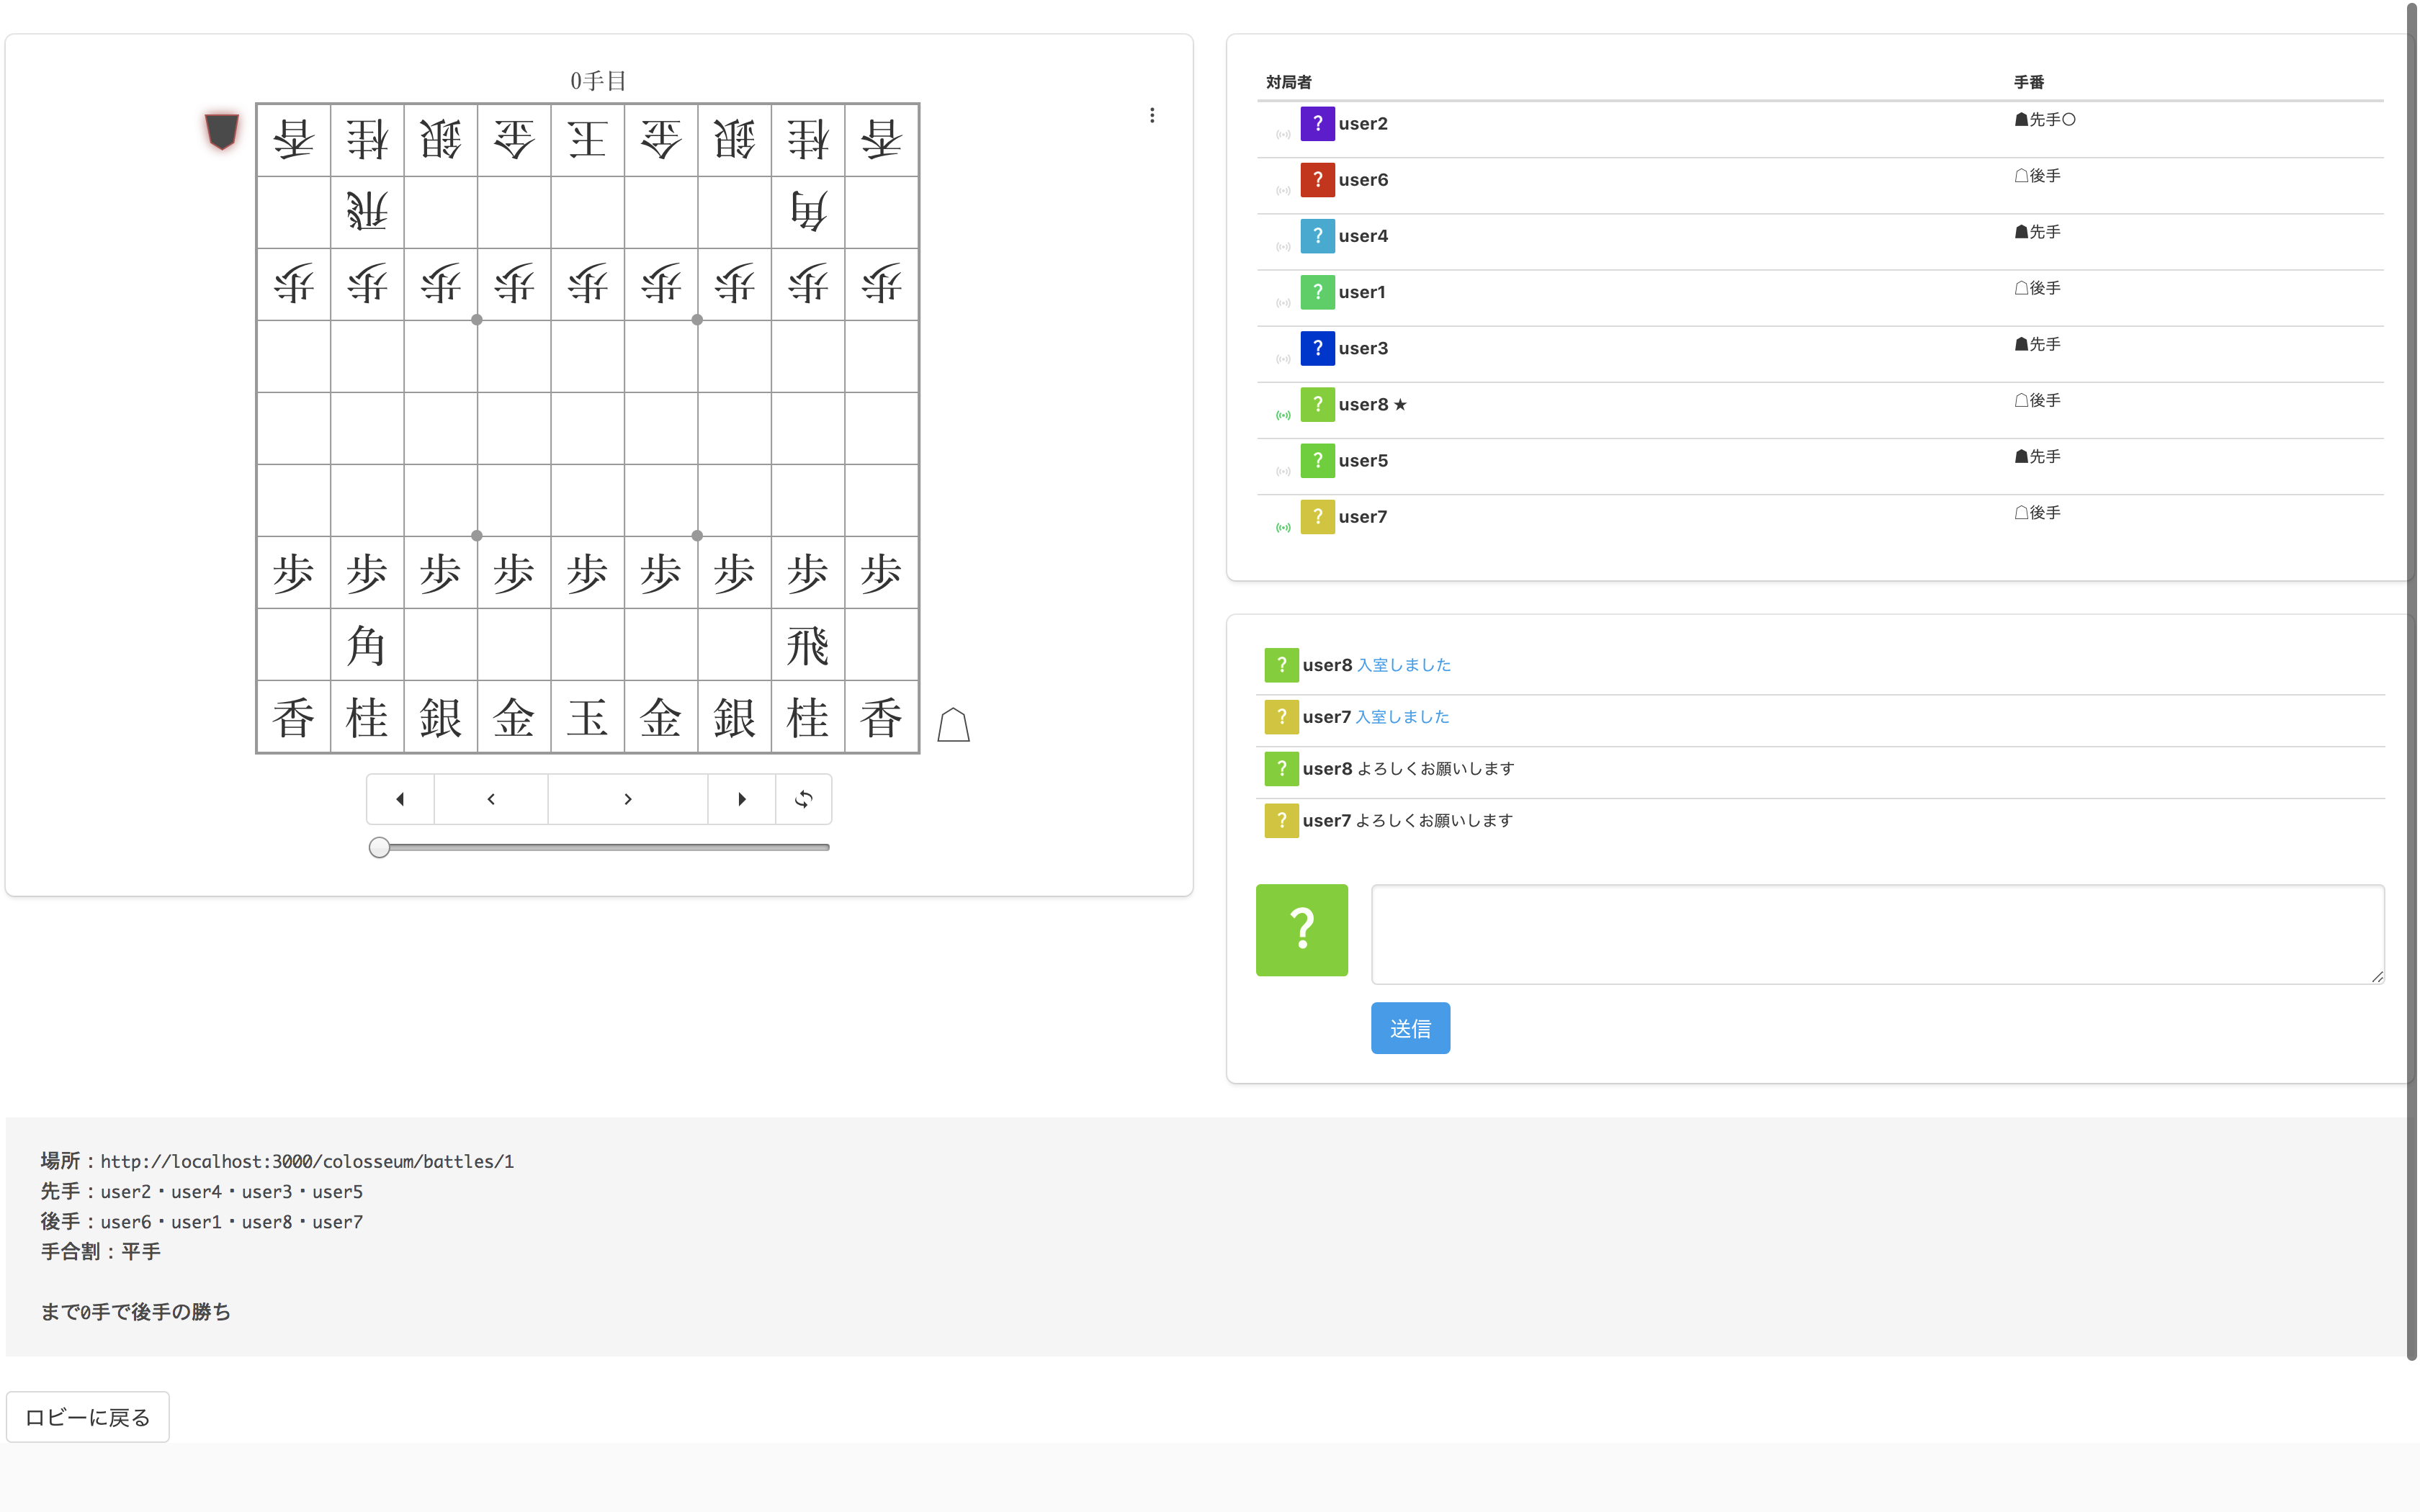 0手目
香桂銀金王金銀桂香
飛角
歩歩歩歩歩歩歩歩歩
歩歩歩歩歩歩歩歩歩
角飛
香桂銀金玉金銀桂香
対局者 手番
? user2 ☗先手〇
? user6 ☖後手
? user4 ☗先手
? user1 ☖後手
? user3 ☗先手
? user8 ★ ☖後手
? user5 ☗先手
? user7 ☖後手
? user8 入室しました
? user7 入室しました
? user8 よろしくお願いします
? user7 よろしくお願いします
?
送信
場所：http://localhost:3000/colosseum/battles/1
先手：user2・user4・user3・user5
後手：user6・user1・user8・user7
手合割：平手
まで0手で後手の勝ち
ロビーに戻る